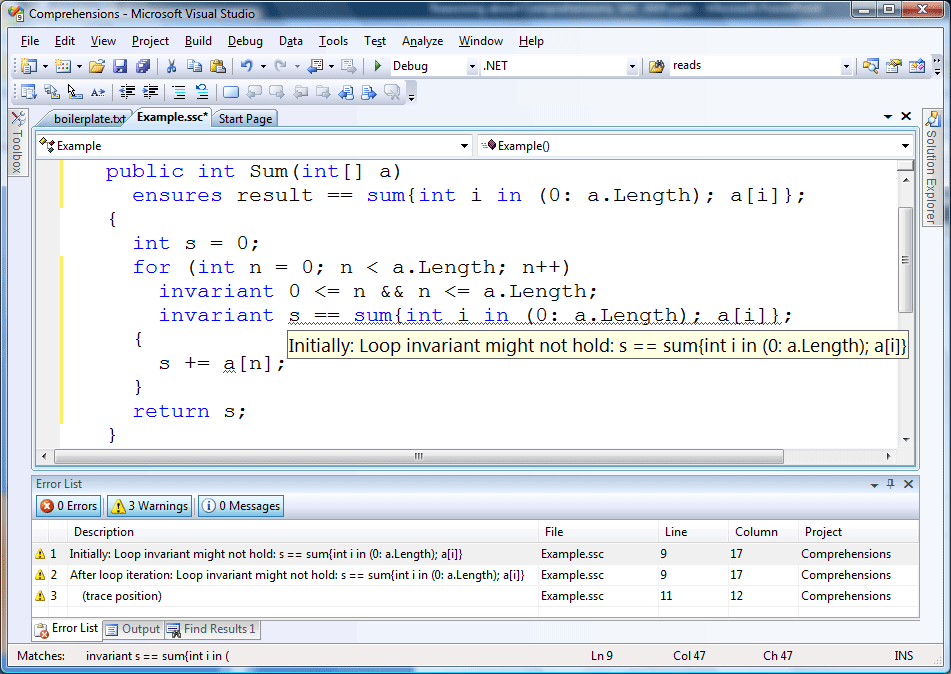 Comprehensions - Microsoft Visual Studio
File Edit View Project Build Debug Data Tools Test Analyze Window Help
Debug .NET reads
boilerplate.txt Example.ssc* Start Page
Toolbox
Solution Explorer
Example Example()
public int Sum(int[] a)
ensures result == sum{int i in (0: a.Length); a[i]};
{
int s = 0;
for (int n = 0; n < a.Length; n++)
invariant 0 <= n && n <= a.Length;
invariant s == sum{int i in (0: a.Length); a[i]};
{
Initially: Loop invariant might not hold: s == sum{int i in (0: a.Length); a[i]}
s += a[n];
}
return s;
}
Error List
0 Errors 3 Warnings 0 Messages
Description File Line Column Project
1 Initially: Loop invariant might not hold: s == sum{int i in (0: a.Length); a[i]} Example.ssc 9 17 Comprehensions
2 After loop iteration: Loop invariant might not hold: s == sum{int i in (0: a.Length); a[i]} Example.ssc 9 17 Comprehensions
3 (trace position) Example.ssc 11 12 Comprehensions
Error List Output Find Results 1
Matches: invariant s == sum{int i in ( Ln 9 Col 47 Ch 47 INS